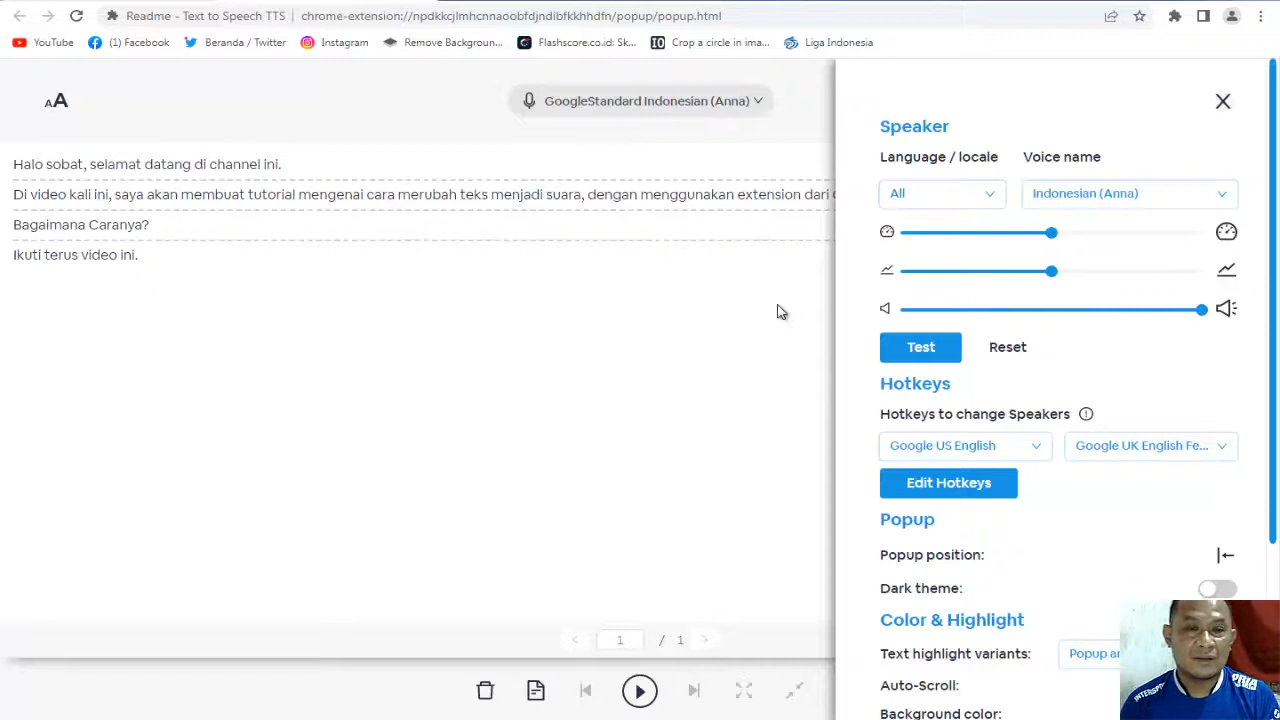 Readme - Text to Speech TTS | chrome-extension://npdkkcjlmhcnnaoobfdjndibfkkhhdfn/popup/popup.html
YouTube (1) Facebook Beranda / Twitter Instagram Remove Backgroun... Flashscore.co.id: Sk... Crop a circle in ima... Liga Indonesia
AA GoogleStandard Indonesian (Anna)
Speaker
Language / locale Voice name
Halo sobat, selamat datang di channel ini.
All Indonesian (Anna)
Di video kali ini, saya akan membuat tutorial mengenai cara merubah teks menjadi suara, dengan menggunakan extension dari
Bagaimana Caranya?
Ikuti terus video ini.
Test Reset
Hotkeys
Hotkeys to change Speakers
Google US English Google UK English Fe...
Edit Hotkeys
Popup
Popup position:
Dark theme:
Color & Highlight
1 / 1
Text highlight variants: Popup
Auto-Scroll:
Background color:
INTERSPORT